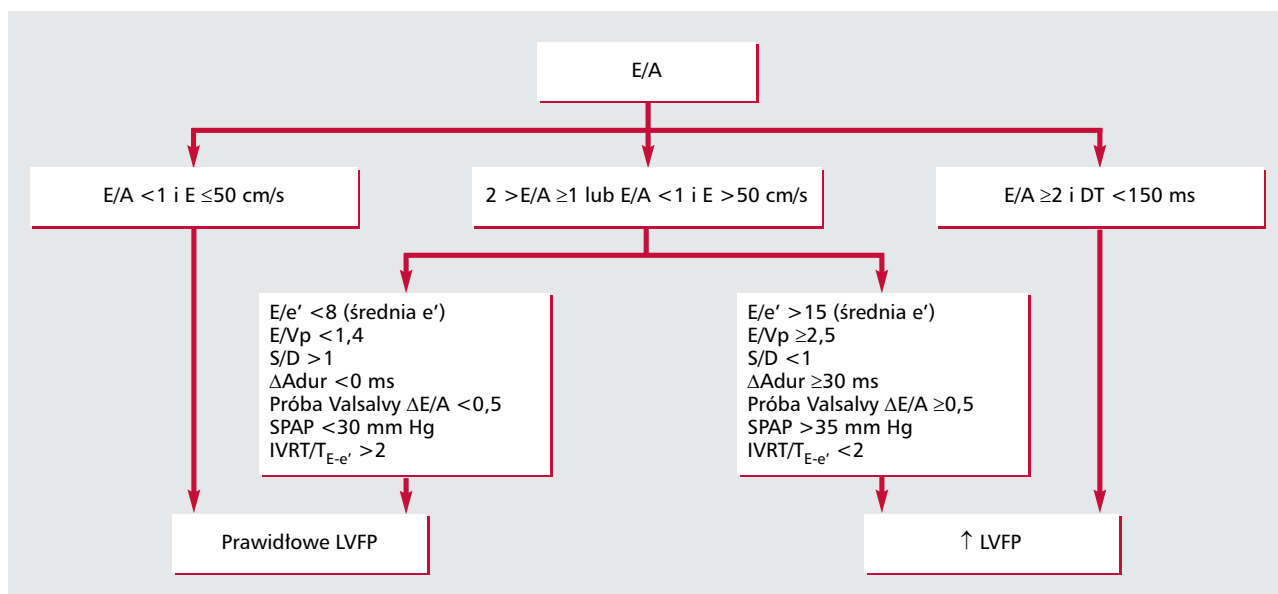 E/A
E/A <1 i E ≤50 cm/s
2 >E/A ≥1 lub E/A <1 i E >50 cm/s
E/A ≥2 i DT <150 ms
E/e’ <8 (średnia e’)
E/Vp <1,4
S/D >1
ΔAdur <0 ms
Próba Valsalvy ΔE/A <0,5
SPAP <30 mm Hg
IVRT/T_E-e’ >2
E/e’ >15 (średnia e’)
E/Vp ≥2,5
S/D <1
ΔAdur ≥30 ms
Próba Valsalvy ΔE/A ≥0,5
SPAP >35 mm Hg
IVRT/T_E-e’ <2
Prawidłowe LVFP
↑ LVFP